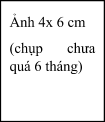 Ảnh 4x 6 cm
(chụp chưa
quá 6 tháng)